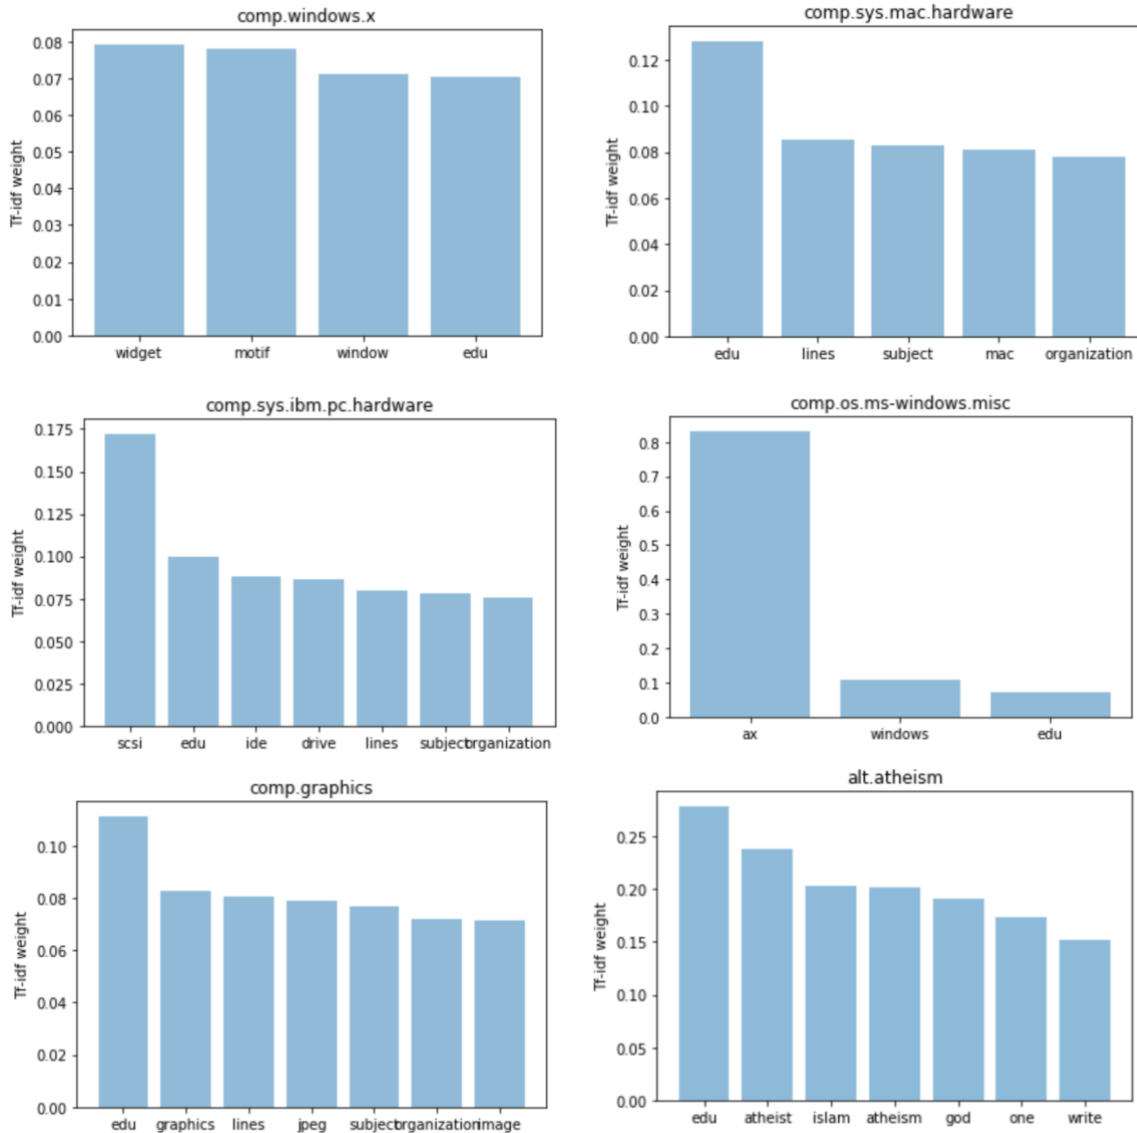 comp.windows.x
Tf-idf weight
0.08
0.07
0.06
0.05
0.04
0.03
0.02
0.01
0.00
widget motif window edu
comp.sys.mac.hardware
Tf-idf weight
0.12
0.10
0.08
0.06
0.04
0.02
0.00
edu lines subject mac organization
comp.sys.ibm.pc.hardware
Tf-idf weight
0.175
0.150
0.125
0.100
0.075
0.050
0.025
0.000
scsi edu ide drive lines subject organization
comp.os.ms-windows.misc
Tf-idf weight
0.8
0.7
0.6
0.5
0.4
0.3
0.2
0.1
0.0
ax windows edu
comp.graphics
Tf-idf weight
0.10
0.08
0.06
0.04
0.02
0.00
edu graphics lines jpeg subject organization image
alt.atheism
Tf-idf weight
0.25
0.20
0.15
0.10
0.05
0.00
edu atheist islam atheism god one write